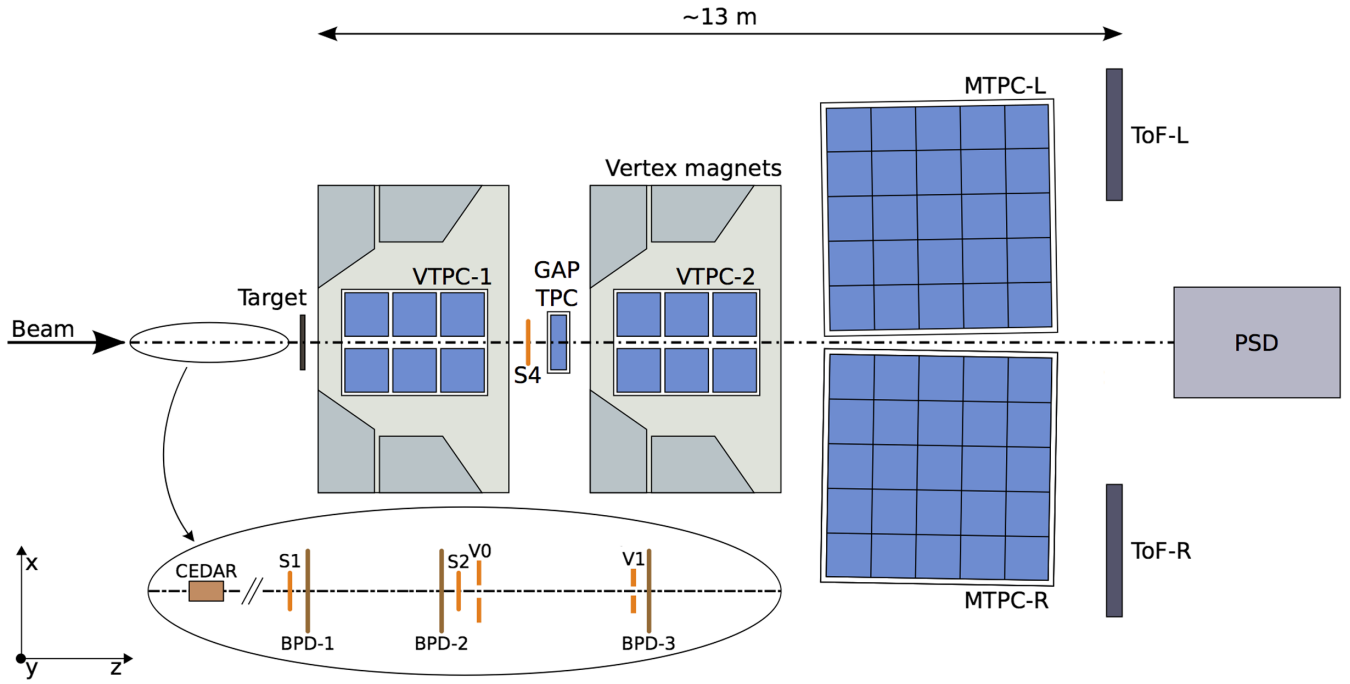 ~13 m
MTPC-L
ToF-L
Vertex magnets
VTPC-1
GAP
TPC
VTPC-2
Target
Beam
S4
PSD
ToF-R
MTPC-R
x
y
z
CEDAR
S1
BPD-1
BPD-2
S2
V0
V1
BPD-3